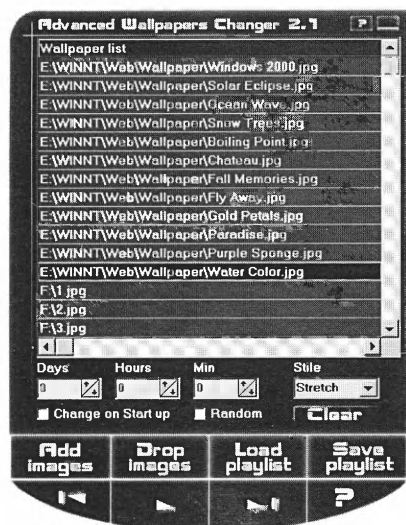 Advanced Wallpapers Changer 2.1 ?
Wallpaper list
E:\WINNT\Web\Wallpaper\Windows 2000.jpg
E:\WINNT\Web\Wallpaper\Solar Eclipse.jpg
E:\WINNT\Web\Wallpaper\Ocean Wave.jpg
E:\WINNT\Web\Wallpaper\Snow Trees.jpg
E:\WINNT\Web\Wallpaper\Boiling Point.jpg
E:\WINNT\Web\Wallpaper\Chateau.jpg
E:\WINNT\Web\Wallpaper\Fall Memories.jpg
E:\WINNT\Web\Wallpaper\Fly Away.jpg
E:\WINNT\Web\Wallpaper\Gold Petals.jpg
E:\WINNT\Web\Wallpaper\Paradise.jpg
E:\WINNT\Web\Wallpaper\Purple Sponge.jpg
E:\WINNT\Web\Wallpaper\Water Color.jpg
F:\1.jpg
F:\2.jpg
F:\3.jpg
Days Hours Min Stile
0 0 0 Stretch
Change on Start up Random Clear
Add images
Drop images
Load playlist
Save playlist
?